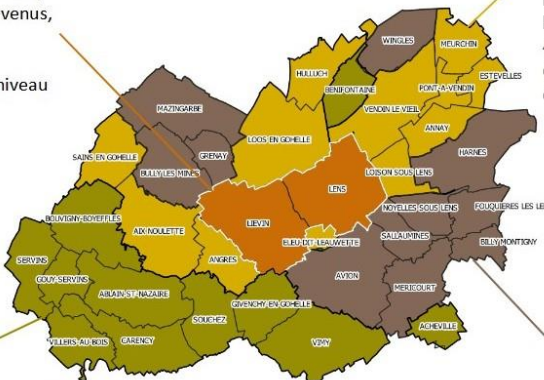 venus,
niveau
WINGLES
MEURCHIN
HULLUCH
BENIFONTAINE
PONT-A-VENDIN
ESTEVELLES
VENDIN LE VIEIL
MAZINGARBE
ANNAY
LOOS EN GOHELLE
HARNES
SAINS EN GOHELLE
GRENAY
BULLY LES MINES
LOISON SOUS LENS
LENS
NOYELLES SOUS LENS
FOUQUIERES LES LE
BOUVIGNY-BOYEFFLES
LIEVIN
AIX-NOULETTE
ELEU-DIT-LEAUWETTE
SALLAUMINES
BILLY MONTIGNY
SERVINS
ANGRES
GOUY-SERVINS
AVION
MERICOURT
ABLAIN-ST-NAZAIRE
GIVENCHY-EN-GOHELLE
SOUCHEZ
ACHEVILLE
VILLERS-AU-BOIS
CARENCY
VIMY